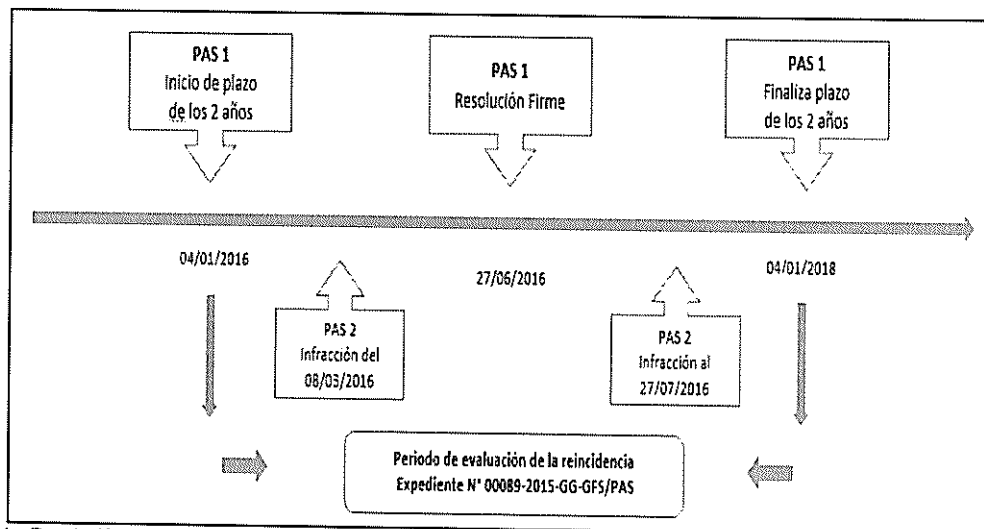 PAS 1
Inicio de plazo
de los 2 años
PAS 1
Resolución Firme
PAS 1
Finaliza plazo
de los 2 años
04/01/2016
27/06/2016
04/01/2018
PAS 2
Infracción del
08/03/2016
PAS 2
Infracción al
27/07/2016
Periodo de evaluación de la reincidencia
Expediente N° 00089-2015-GG-GFS/PAS